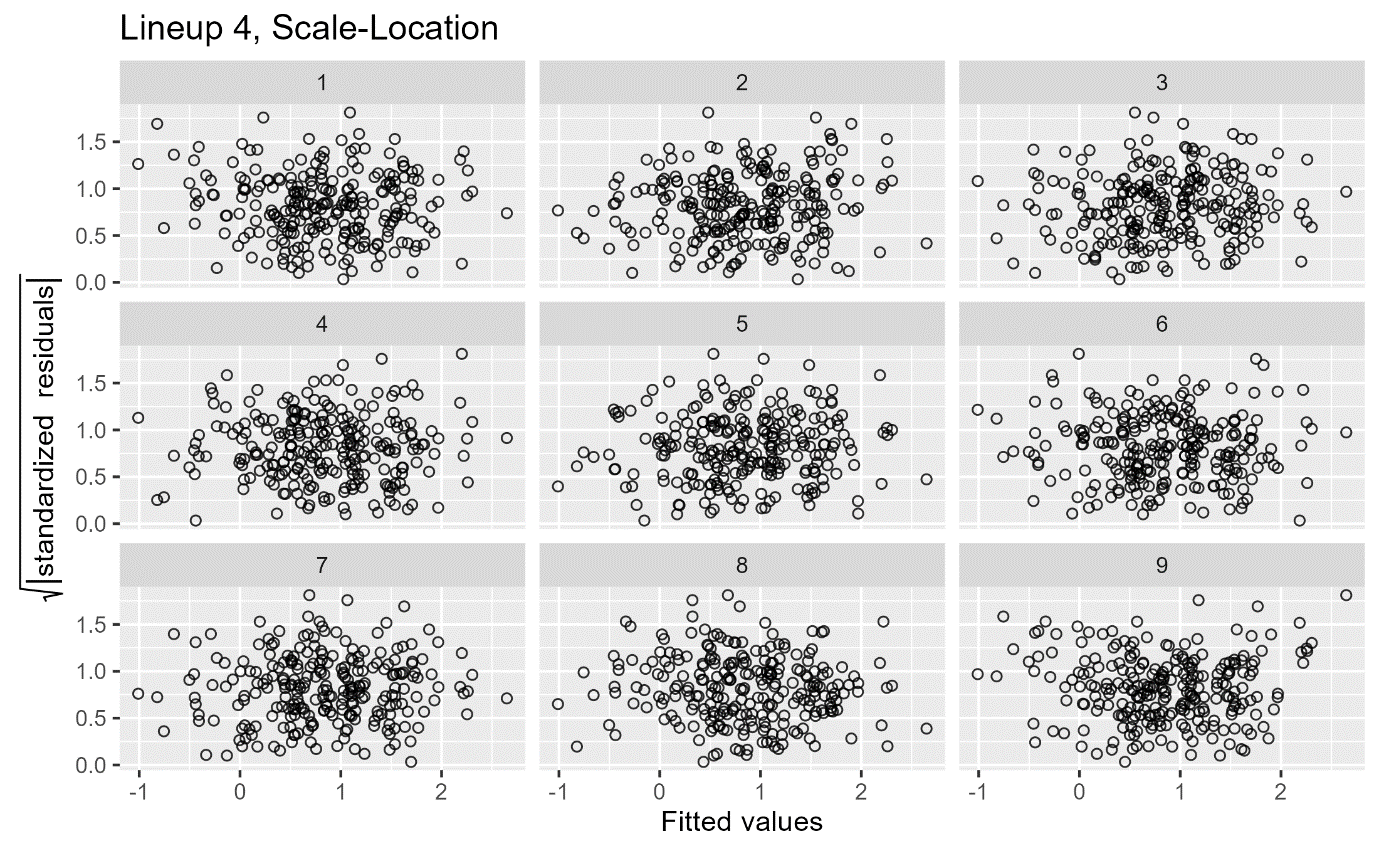 Lineup 4, Scale-Location
1 2 3
1.5
1.0
0.5
0.0
4 5 6
1.5
1.0
0.5
0.0
7 8 9
1.5
1.0
0.5
0.0
-1 0 1 2 -1 0 1 2 -1 0 1 2
Fitted values
√|standardized residuals|